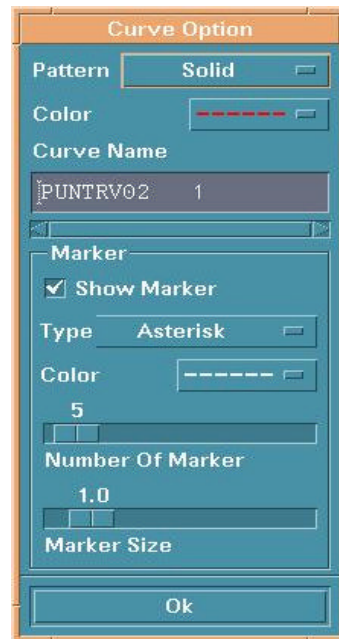 Curve Option
Pattern Solid
Color
Curve Name
PUNTRV02 1
Marker
Show Marker
Type Asterisk
Color
5
Number Of Marker
1.0
Marker Size
Ok